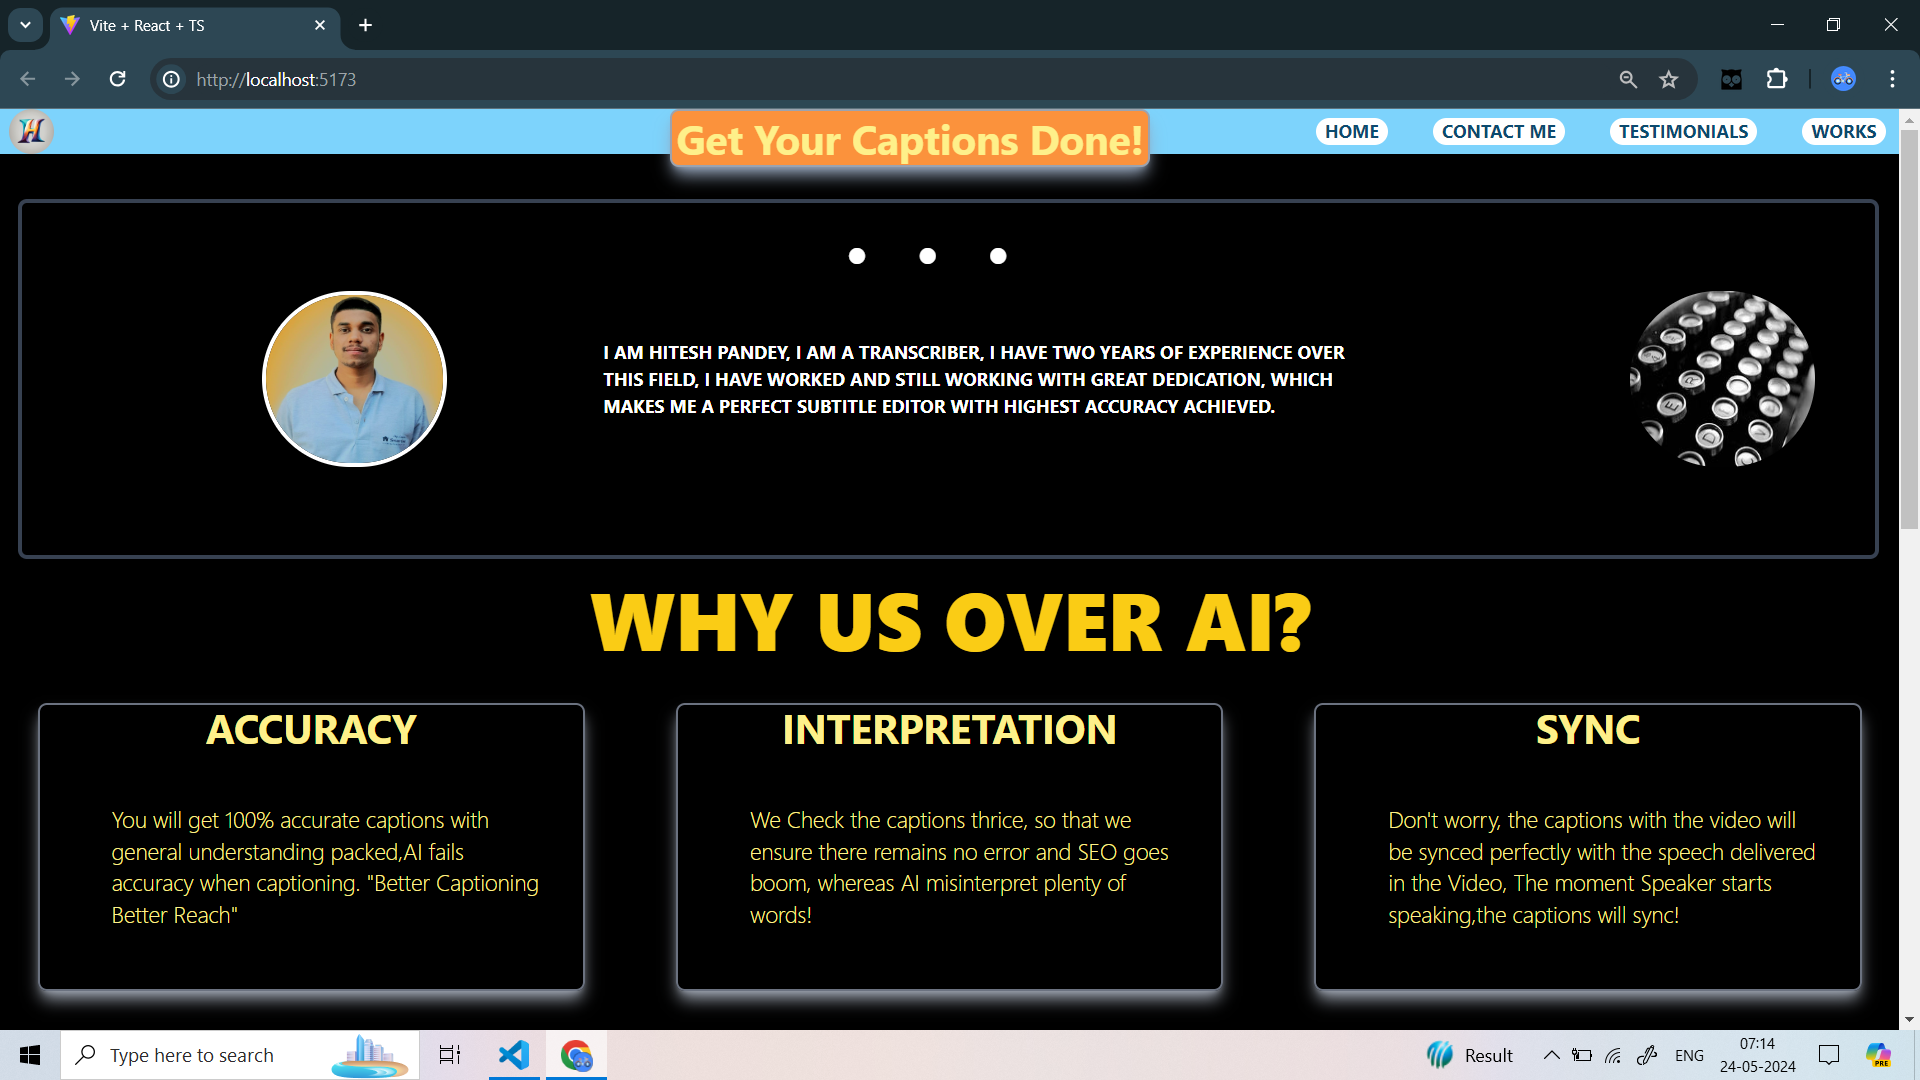 Vite + React + TS
http://localhost:5173
H
Get Your Captions Done!
HOME
CONTACT ME
TESTIMONIALS
WORKS
I AM HITESH PANDEY, I AM A TRANSCRIBER, I HAVE TWO YEARS OF EXPERIENCE OVER
THIS FIELD, I HAVE WORKED AND STILL WORKING WITH GREAT DEDICATION, WHICH
MAKES ME A PERFECT SUBTITLE EDITOR WITH HIGHEST ACCURACY ACHIEVED.
WHY US OVER AI?
ACCURACY
You will get 100% accurate captions with
general understanding packed,AI fails
accuracy when captioning. "Better Captioning
Better Reach"
INTERPRETATION
We Check the captions thrice, so that we
ensure there remains no error and SEO goes
boom, whereas AI misinterpret plenty of
words!
SYNC
Don't worry, the captions with the video will
be synced perfectly with the speech delivered
in the Video, The moment Speaker starts
speaking,the captions will sync!
Type here to search
Result
ENG
07:14
24-05-2024
PRE